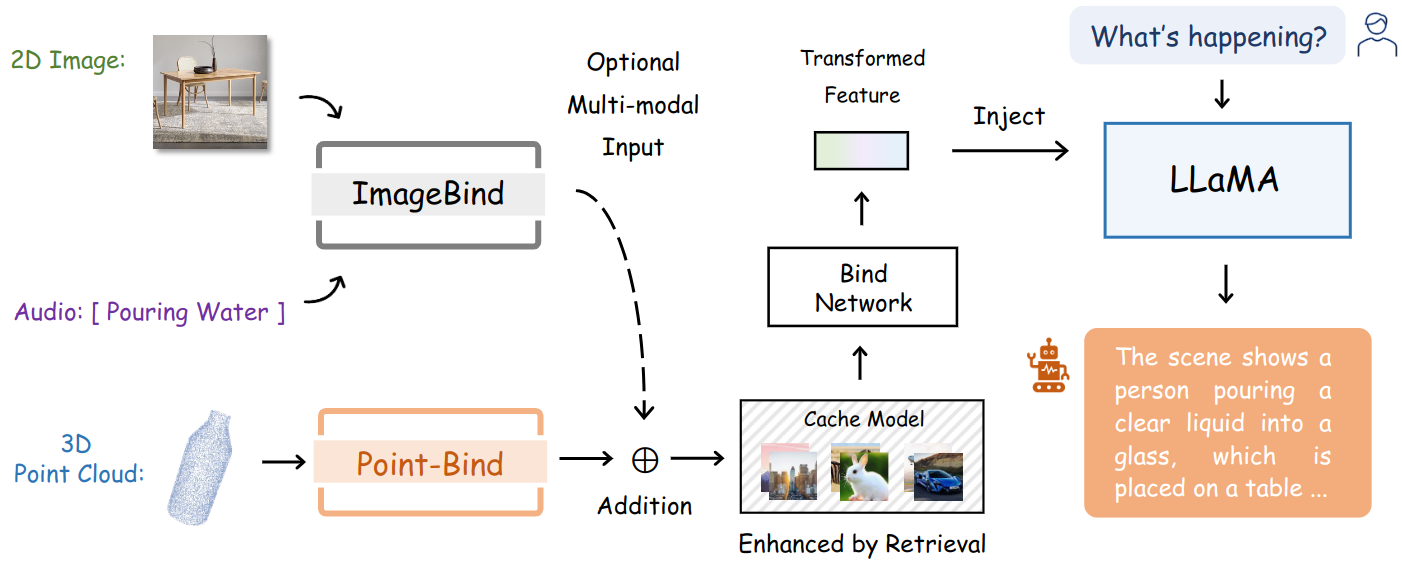 2D Image:
ImageBind
Audio: [ Pouring Water ]
3D
Point Cloud:
Point-Bind
Optional
Multi-modal
Input
Addition
Cache Model
Enhanced by Retrieval
Bind
Network
Transformed
Feature
Inject
What's happening?
LLaMA
The scene shows a
person pouring a
clear liquid into a
glass, which is
placed on a table ...